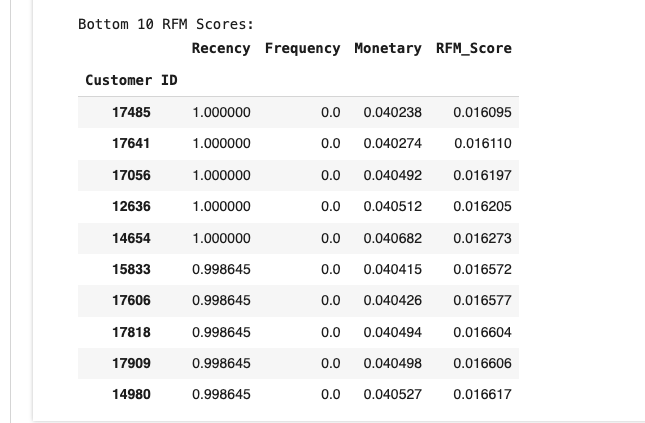 Bottom 10 RFM Scores:
Recency Frequency Monetary RFM_Score
Customer ID
17485 1.000000 0.0 0.040238 0.016095
17641 1.000000 0.0 0.040274 0.016110
17056 1.000000 0.0 0.040492 0.016197
12636 1.000000 0.0 0.040512 0.016205
14654 1.000000 0.0 0.040682 0.016273
15833 0.998645 0.0 0.040415 0.016572
17606 0.998645 0.0 0.040426 0.016577
17818 0.998645 0.0 0.040494 0.016604
17909 0.998645 0.0 0.040498 0.016606
14980 0.998645 0.0 0.040527 0.016617